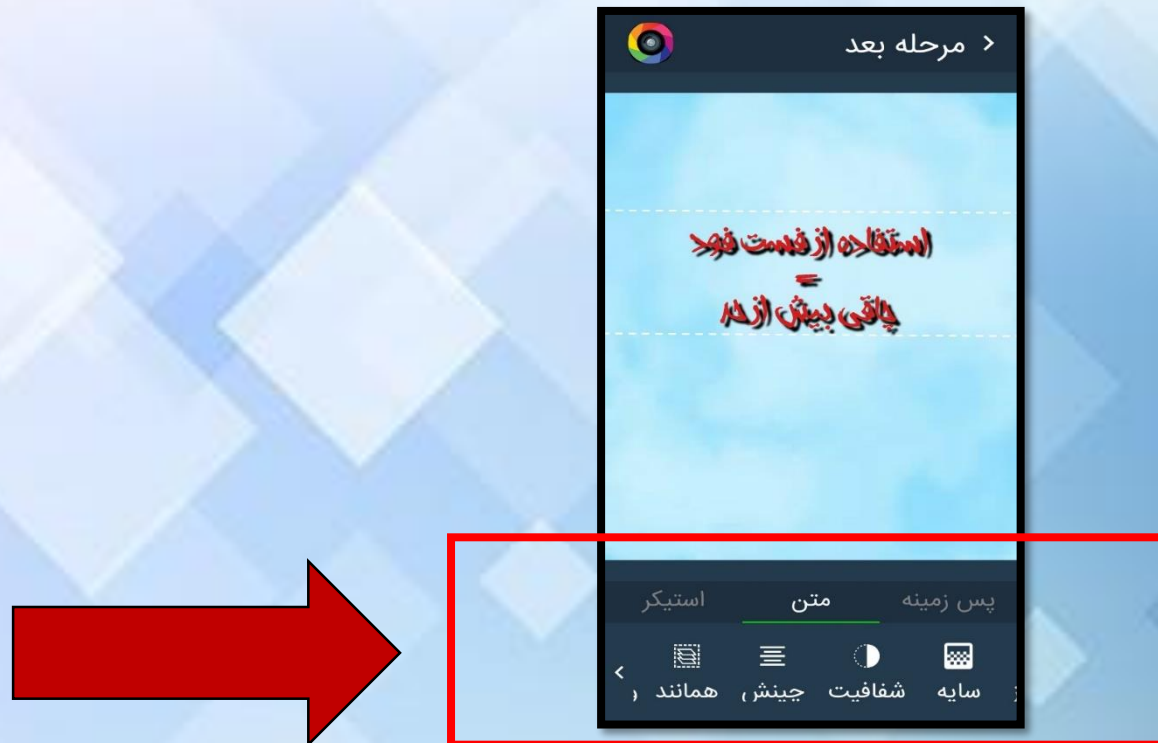 مرحله بعد
استفاده از فست فود
=
چاقی بیش از حد
پس زمینه متن استیکر
سایه شفافیت چینش همانند و